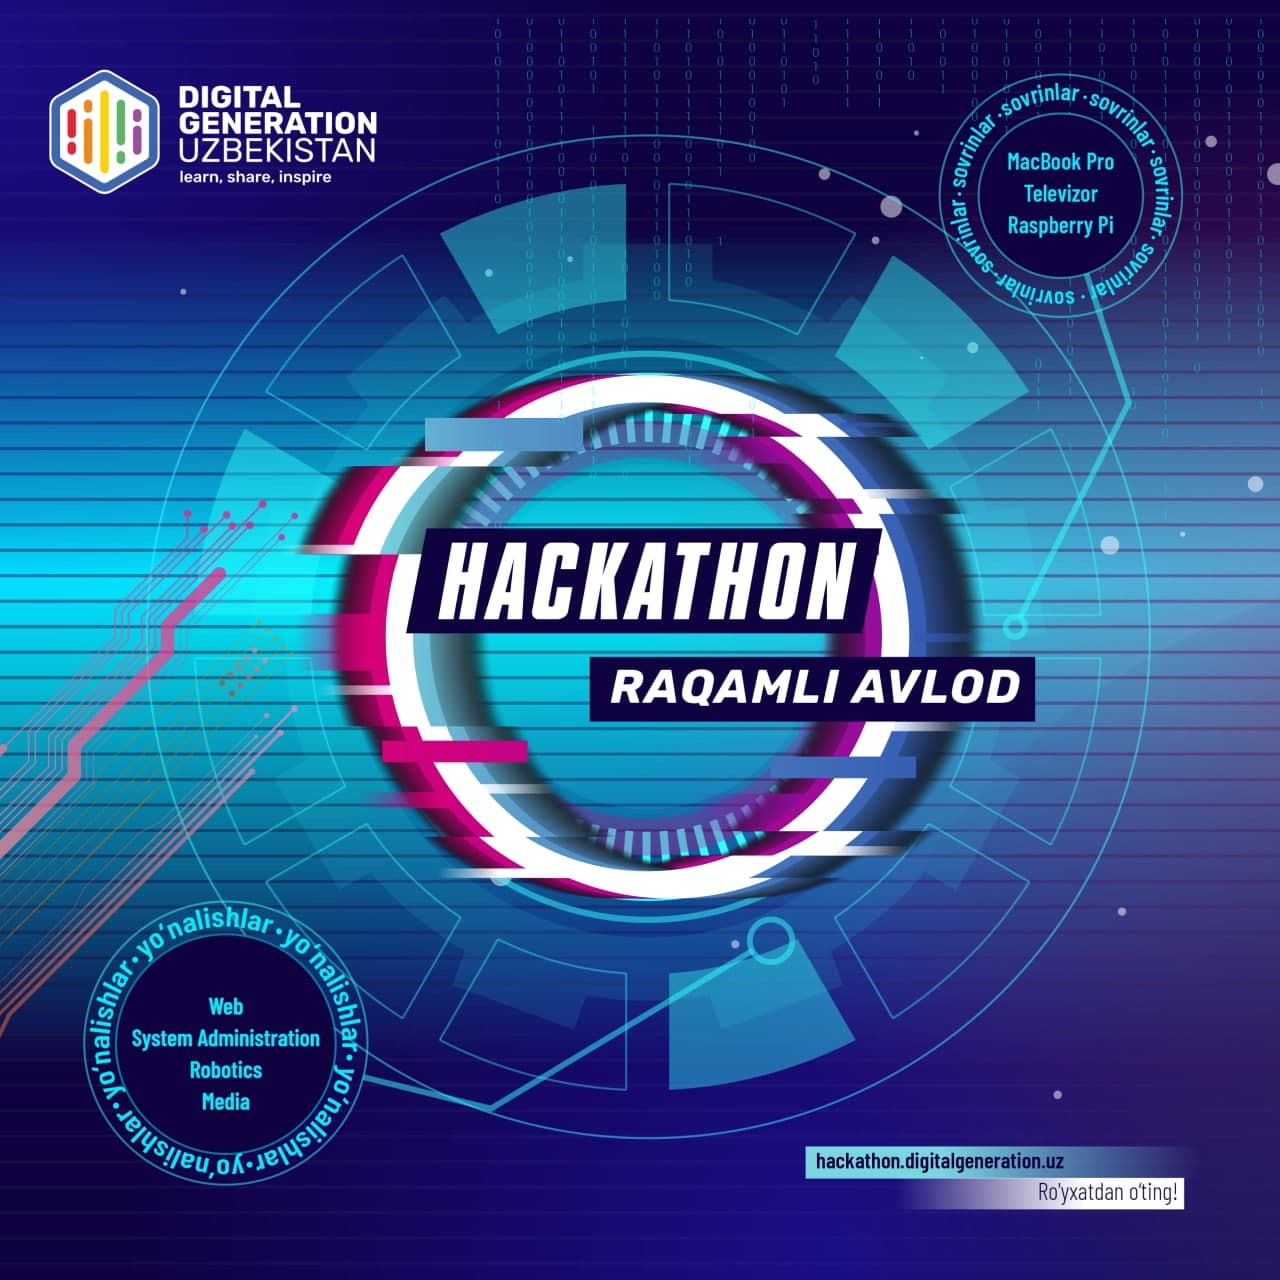 DIGITAL
GENERATION
UZBEKISTAN
learn, share, inspire
sovrinlar · sovrinlar · sovrinlar · sovrinlar · sovrinlar · sovrinlar · sovrinlar ·
MacBook Pro
Televizor
Raspberry Pi
HACKATHON
RAQAMLI AVLOD
yo‘nalishlar · yo‘nalishlar · yo‘nalishlar · yo‘nalishlar · yo‘nalishlar ·
Web
System Administration
Robotics
Media
hackathon.digitalgeneration.uz
Ro'yxatdan o‘ting!